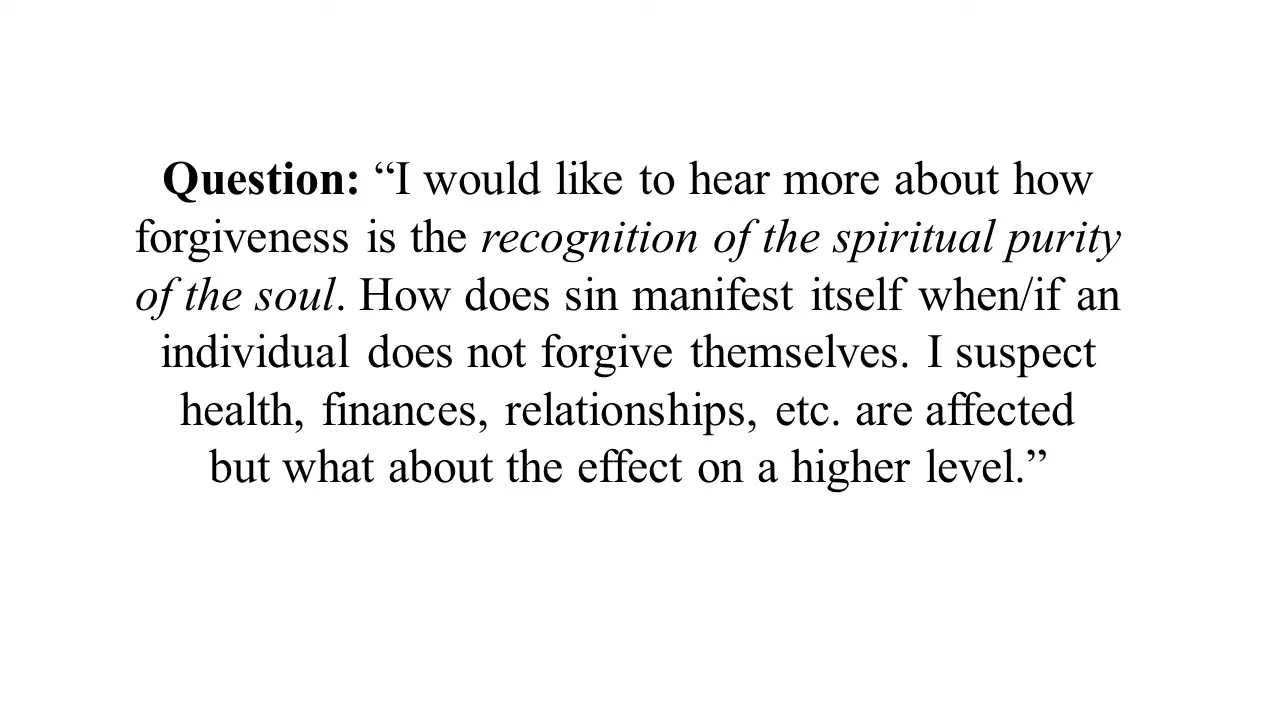 Question: “I would like to hear more about how
forgiveness is the recognition of the spiritual purity
of the soul. How does sin manifest itself when/if an
individual does not forgive themselves. I suspect
health, finances, relationships, etc. are affected
but what about the effect on a higher level.”